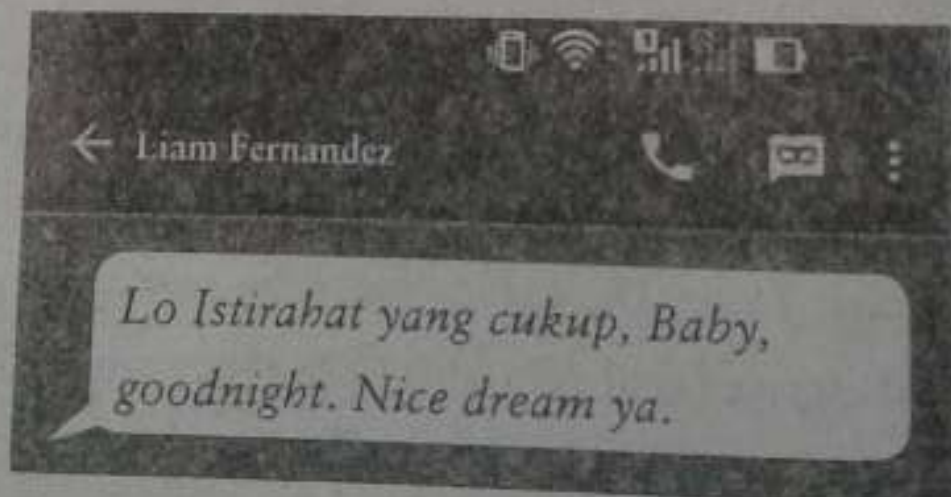 Liam Fernandez
Lo Istirahat yang cukup, Baby,
goodnight. Nice dream ya.